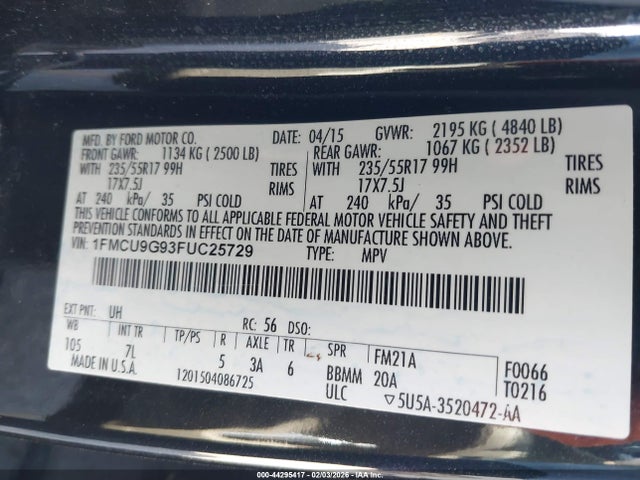 MFD. BY FORD MOTOR CO. DATE: 04/15 GVWR: 2195 KG ( 4840 LB)
FRONT GAWR: 1134 KG ( 2500 LB) REAR GAWR: 1067 KG ( 2352 LB)
WITH 235/55R17 99H TIRES WITH 235/55R17 99H TIRES
17X7.5J RIMS 17X7.5J RIMS
AT 240 kPa/ 35 PSI COLD AT 240 kPa/ 35 PSI COLD
THIS VEHICLE CONFORMS TO ALL APPLICABLE FEDERAL MOTOR VEHICLE SAFETY AND THEFT
PREVENTION STANDARDS IN EFFECT ON THE DATE OF MANUFACTURE SHOWN ABOVE.
VIN: 1FMCU9G93FUC25729 TYPE: MPV
EXT PNT: UH RC: 56 DSO:
WB INT TR TP/PS R AXLE TR SPR FM21A F0066
105 7L 5 3A 6 BBMM 20A T0216
MADE IN U.S.A. 1201504086725 ULC ▽5U5A-3520472-AA
000-44295417 - 02/03/2026 - IAAI.com